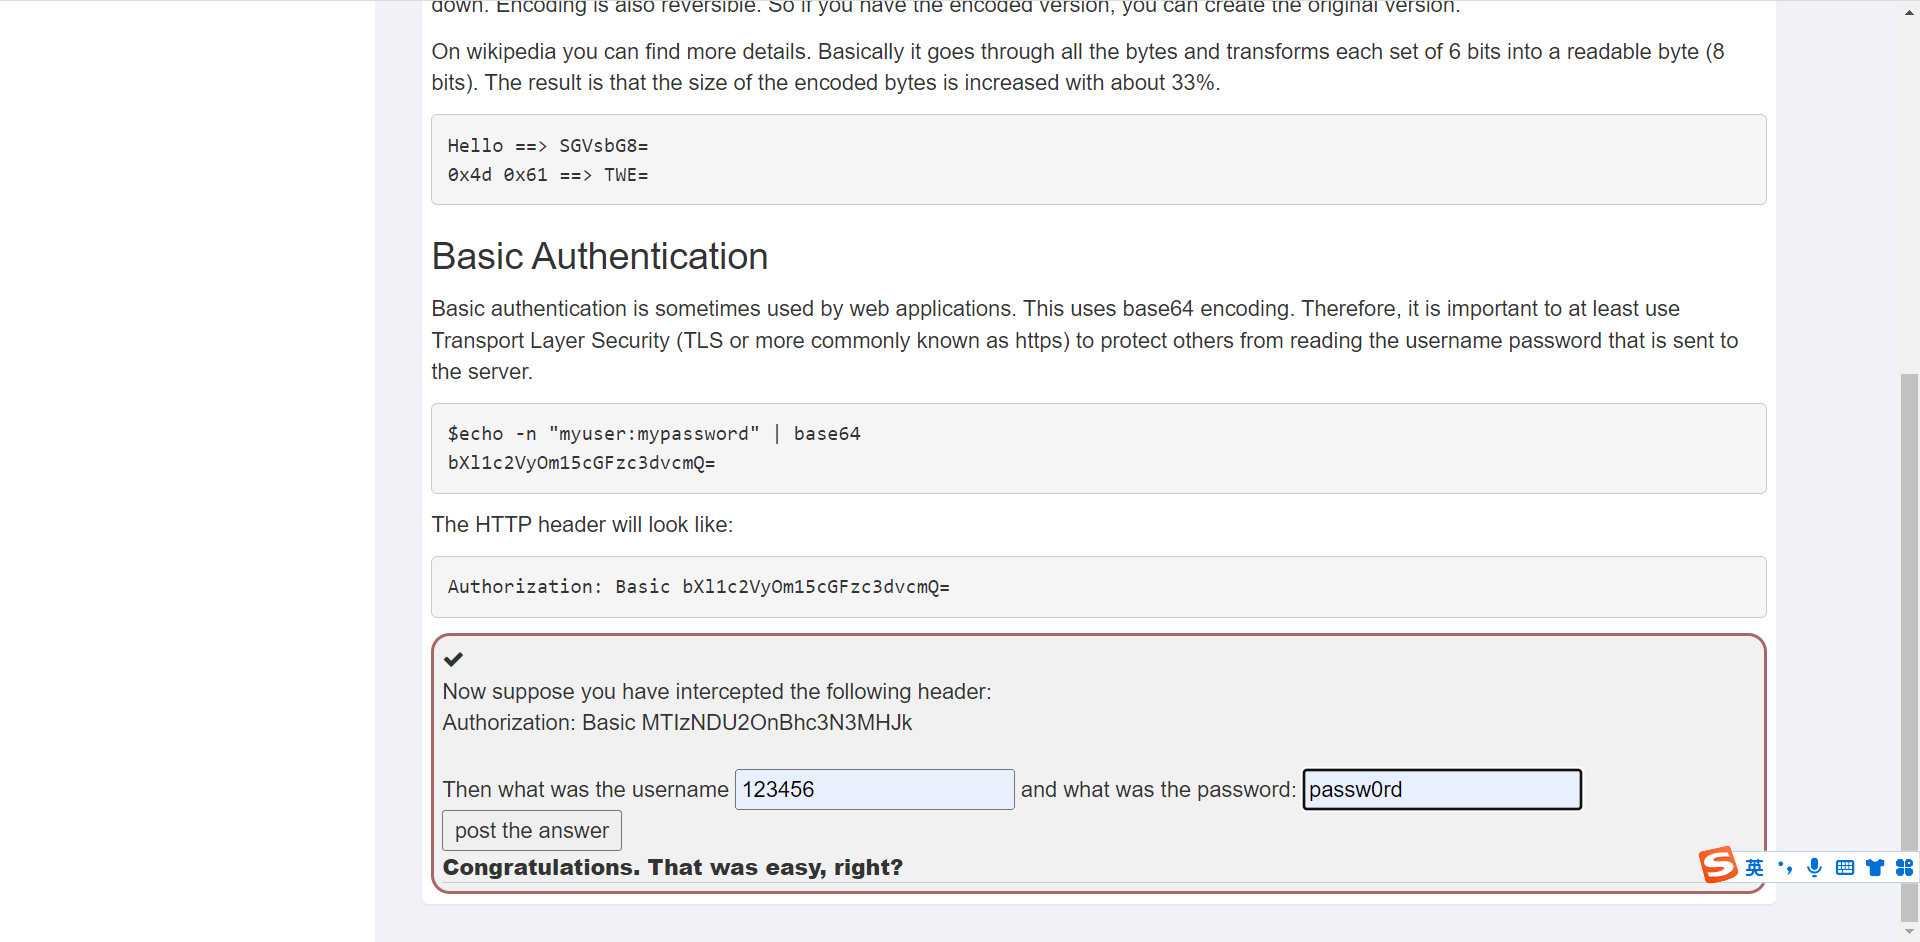 down. Encoding is also reversible. So if you have the encoded version, you can create the original version.
On wikipedia you can find more details. Basically it goes through all the bytes and transforms each set of 6 bits into a readable byte (8
bits). The result is that the size of the encoded bytes is increased with about 33%.
Hello ==> SGVsbG8=
0x4d 0x61 ==> TWE=
Basic Authentication
Basic authentication is sometimes used by web applications. This uses base64 encoding. Therefore, it is important to at least use
Transport Layer Security (TLS or more commonly known as https) to protect others from reading the username password that is sent to
the server.
$echo -n "myuser:mypassword" | base64
bXl1c2VyOm15cGFzc3dvcmQ=
The HTTP header will look like:
Authorization: Basic bXl1c2VyOm15cGFzc3dvcmQ=
Now suppose you have intercepted the following header:
Authorization: Basic MTIzNDU2OnBhc3N3MHJk
Then what was the username 123456 and what was the password: passw0rd
post the answer
Congratulations. That was easy, right?
S 英